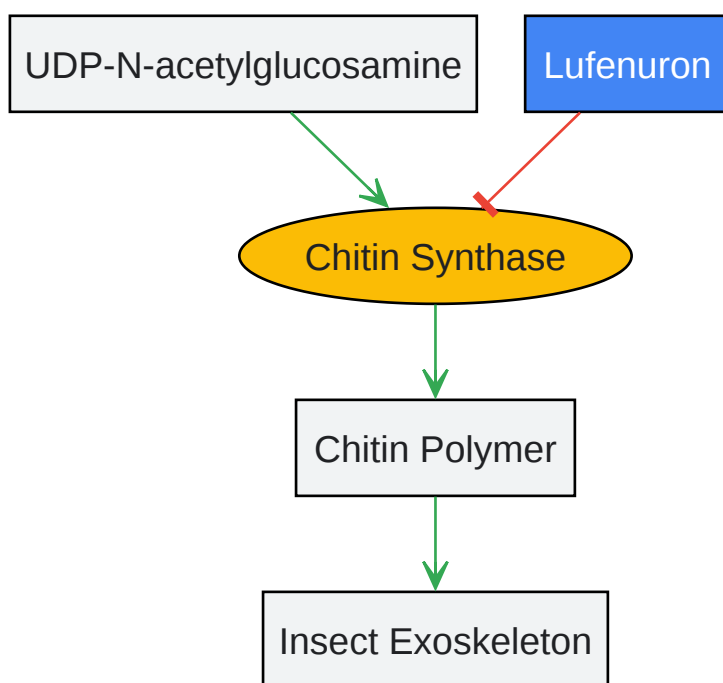 UDP-N-acetylglucosamine
Lufenuron
Chitin Synthase
Chitin Polymer
Insect Exoskeleton